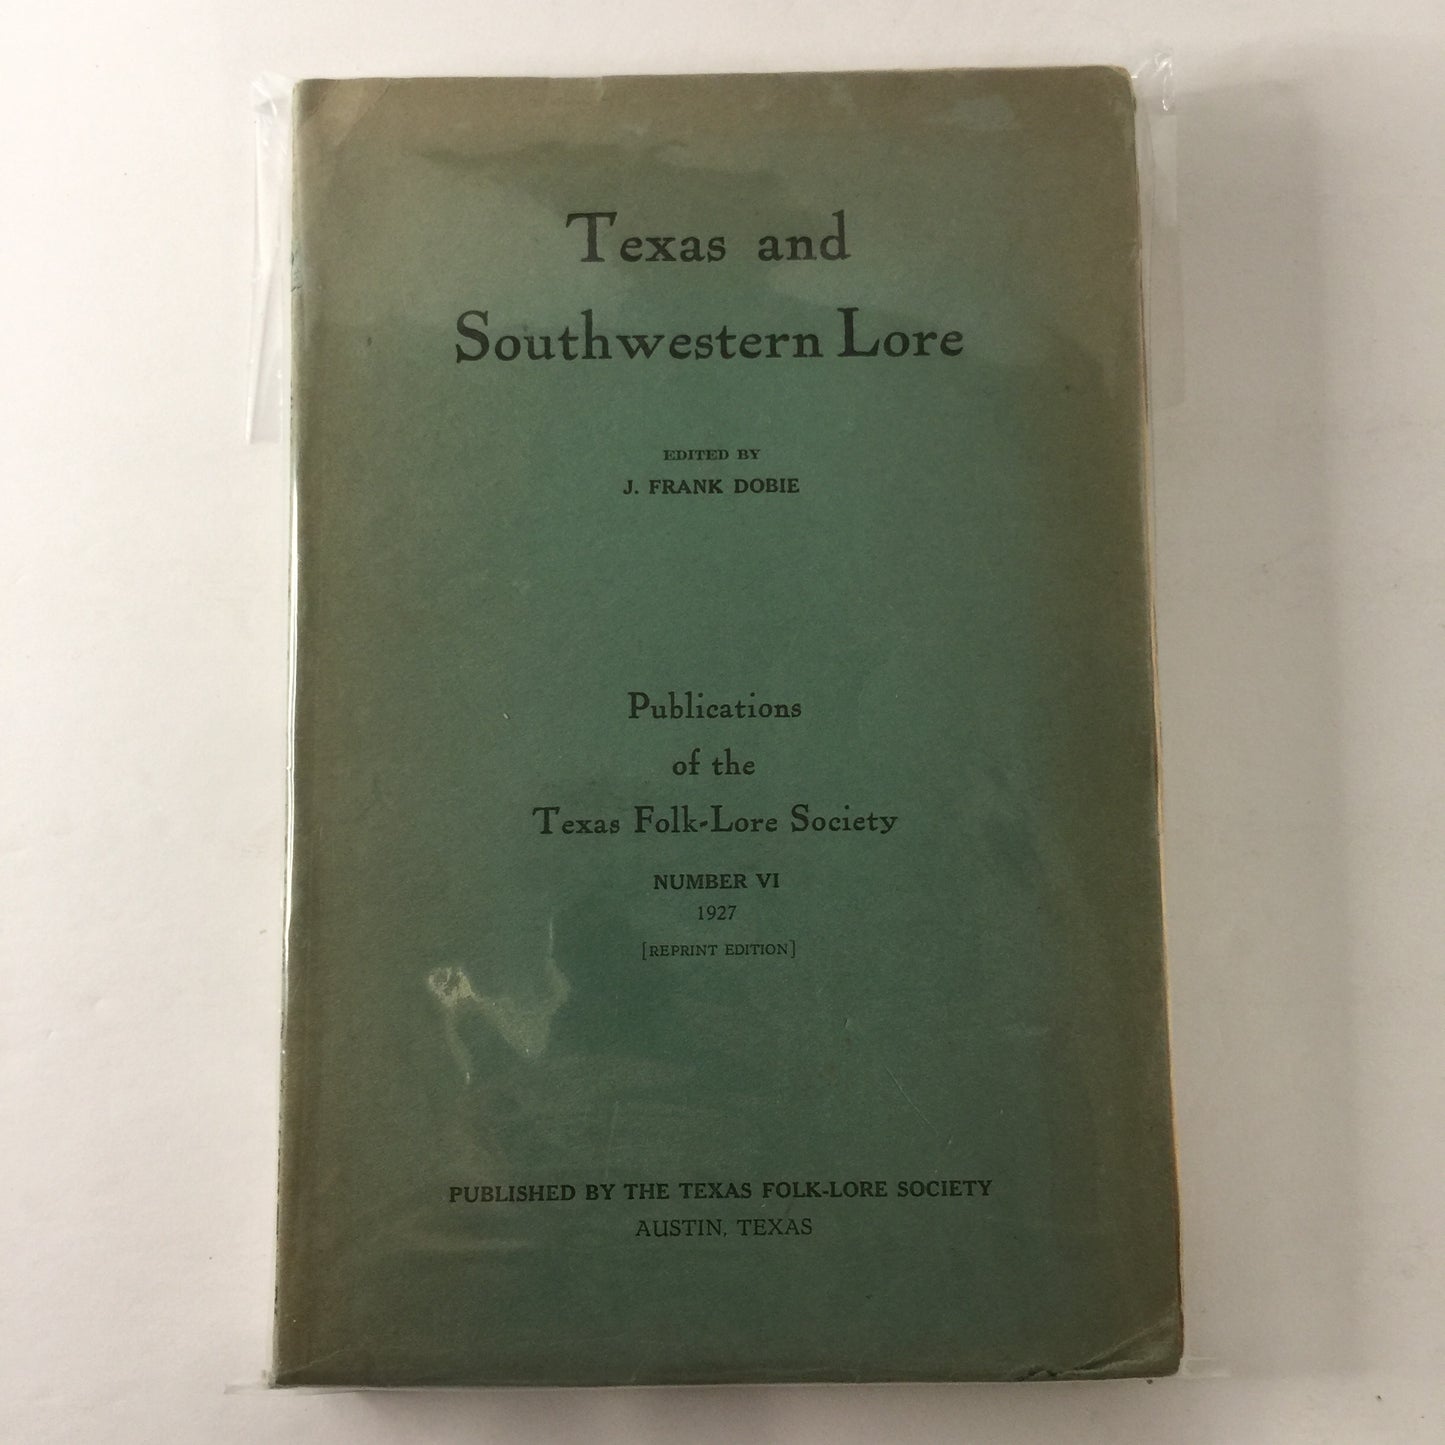 Texas and
Southwestern Lore
EDITED BY
J. FRANK DOBIE
Publications
of the
Texas Folk-Lore Society
NUMBER VI
1927
[REPRINT EDITION]
PUBLISHED BY THE TEXAS FOLK-LORE SOCIETY
AUSTIN, TEXAS